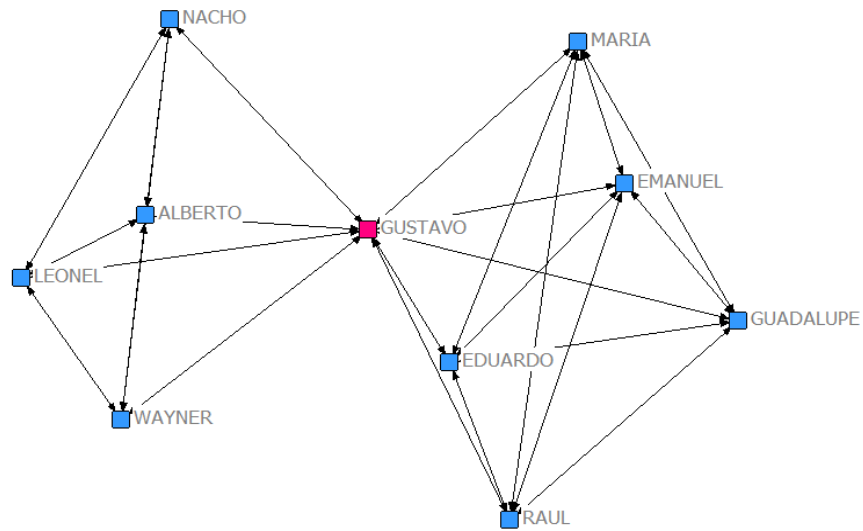 NACHO
MARIA
EMANUEL
ALBERTO
GUSTAVO
LEONEL
GUADALUPE
EDUARDO
WAYNER
RAUL